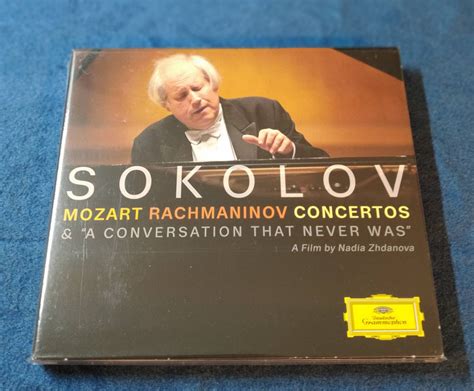 SOKOLOV
MOZART RACHMANINOV CONCERTOS
& "A CONVERSATION THAT NEVER WAS"
A Film by Nadia Zhdanova
Deutsche
Grammophon